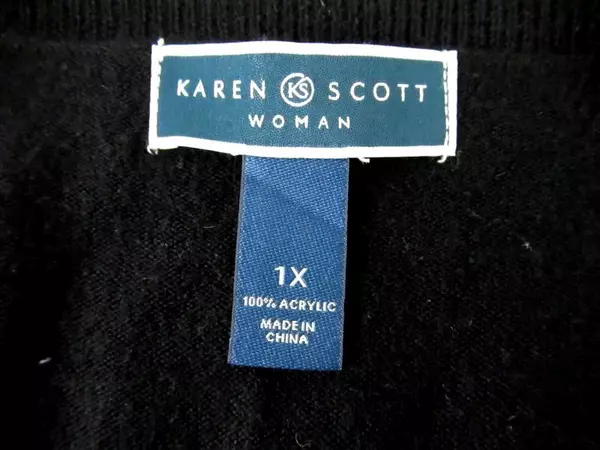 KAREN KS SCOTT
WOMAN
1X
100% ACRYLIC
MADE IN
CHINA